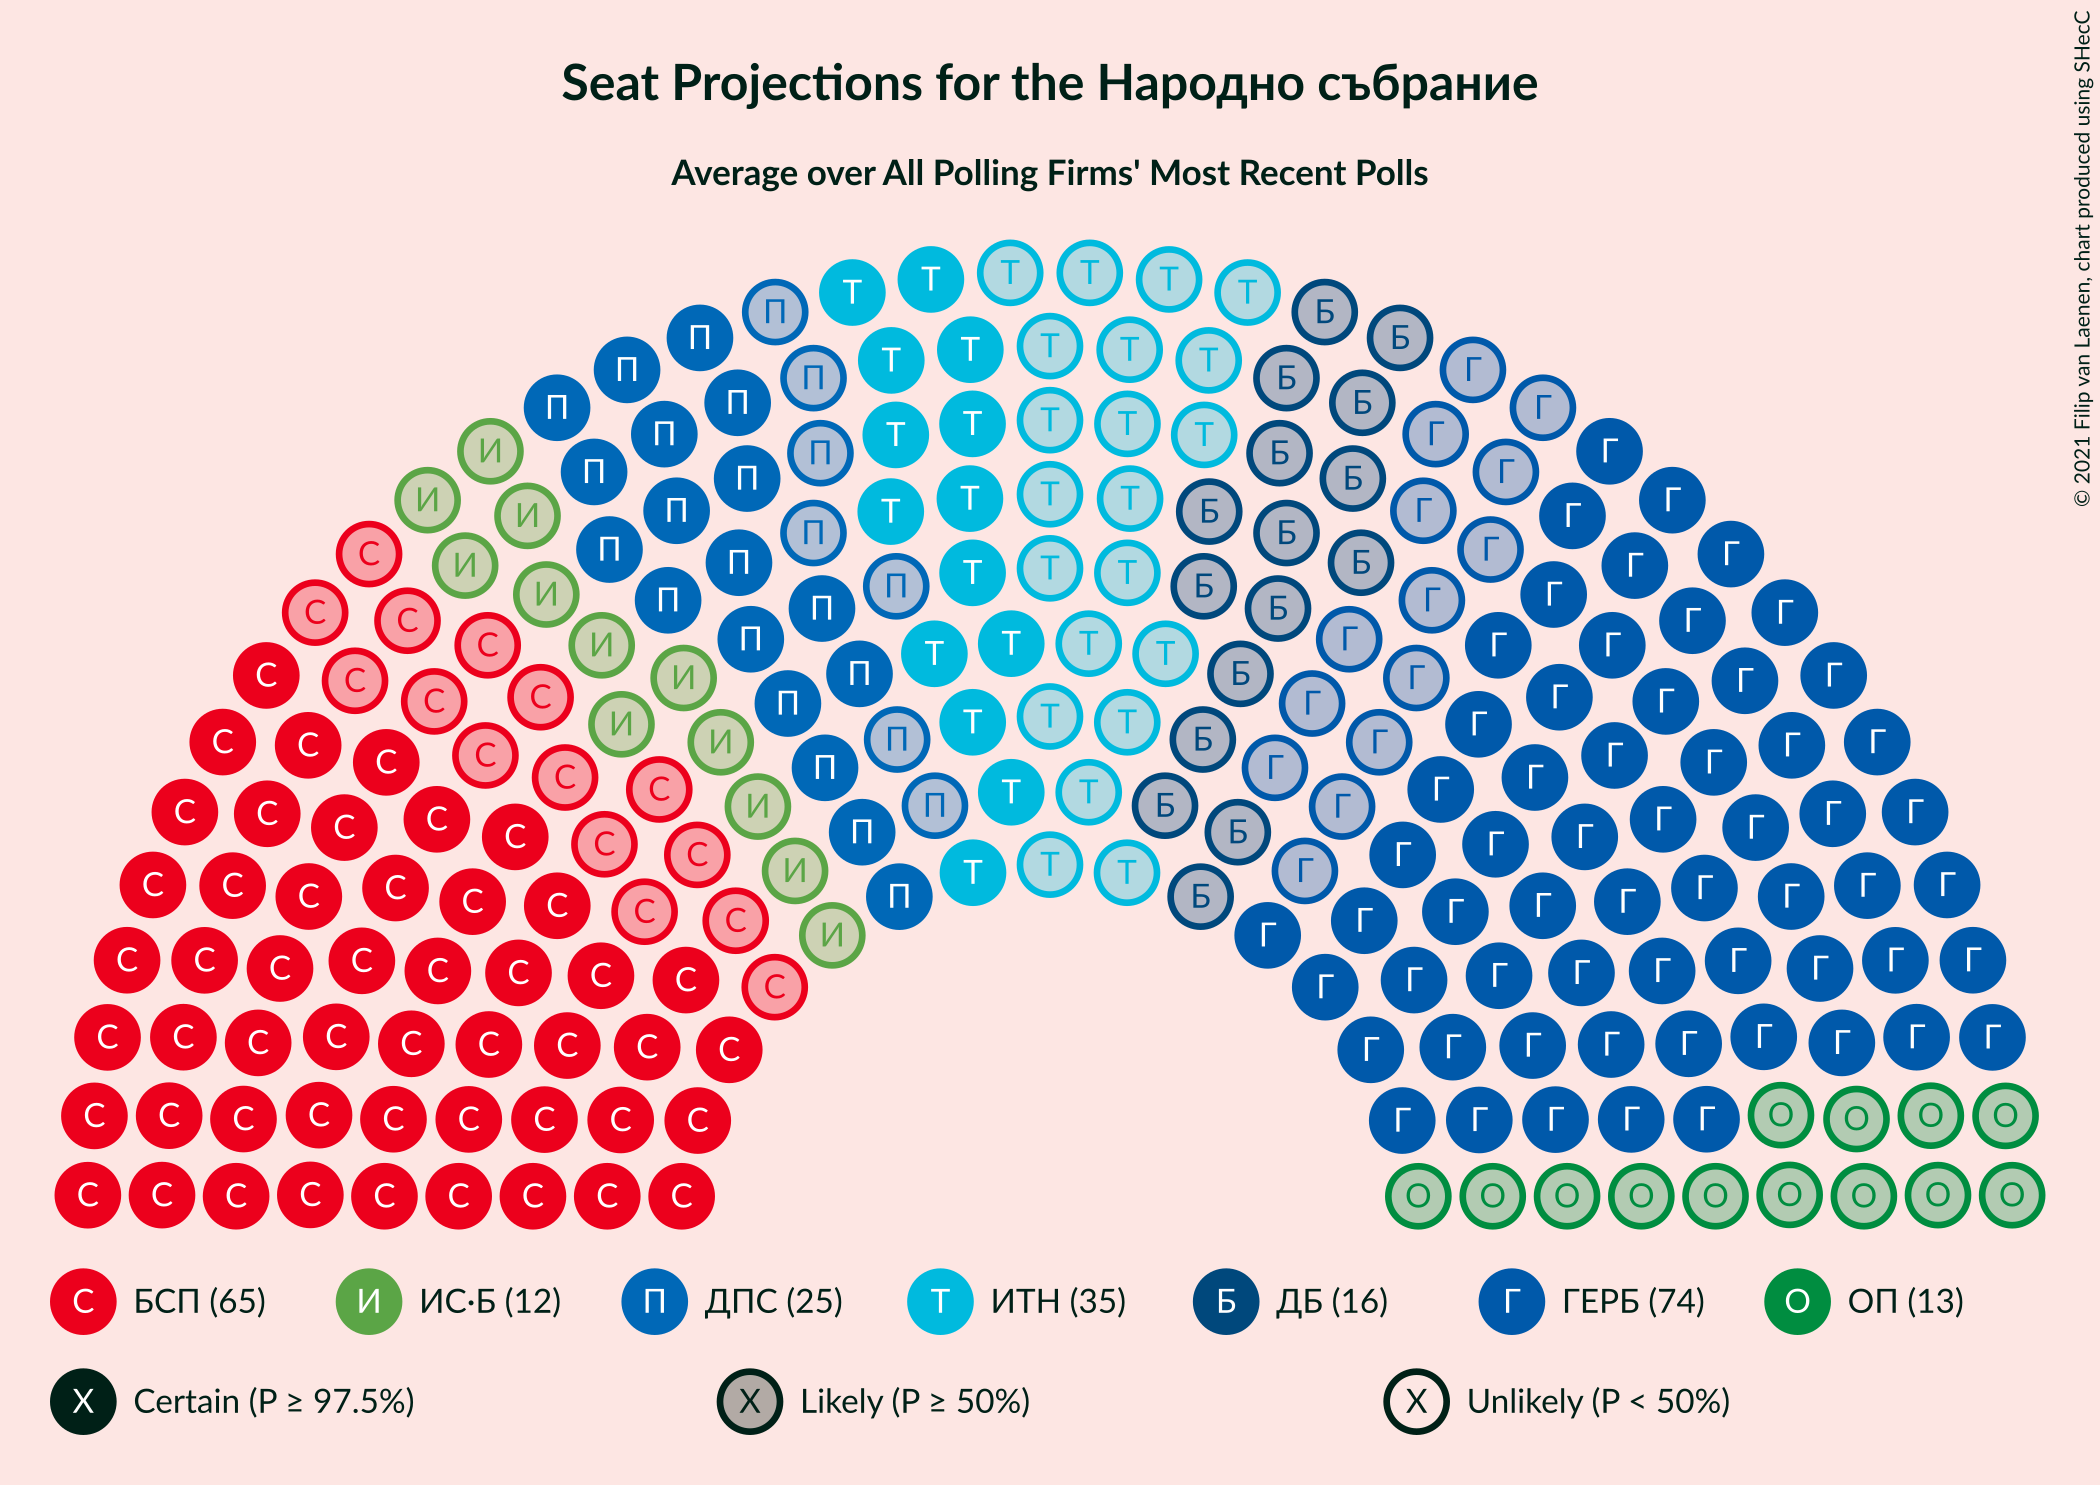 Seat Projections for the Народно събрание
Average over All Polling Firms' Most Recent Polls
© 2021 Filip van Laenen, chart produced using SHecC
С БСП (65) И ИС·Б (12) П ДПС (25) Т ИТН (35) Б ДБ (16) Г ГЕРБ (74) О ОП (13)
X Certain (P ≥ 97.5%) X Likely (P ≥ 50%) X Unlikely (P < 50%)